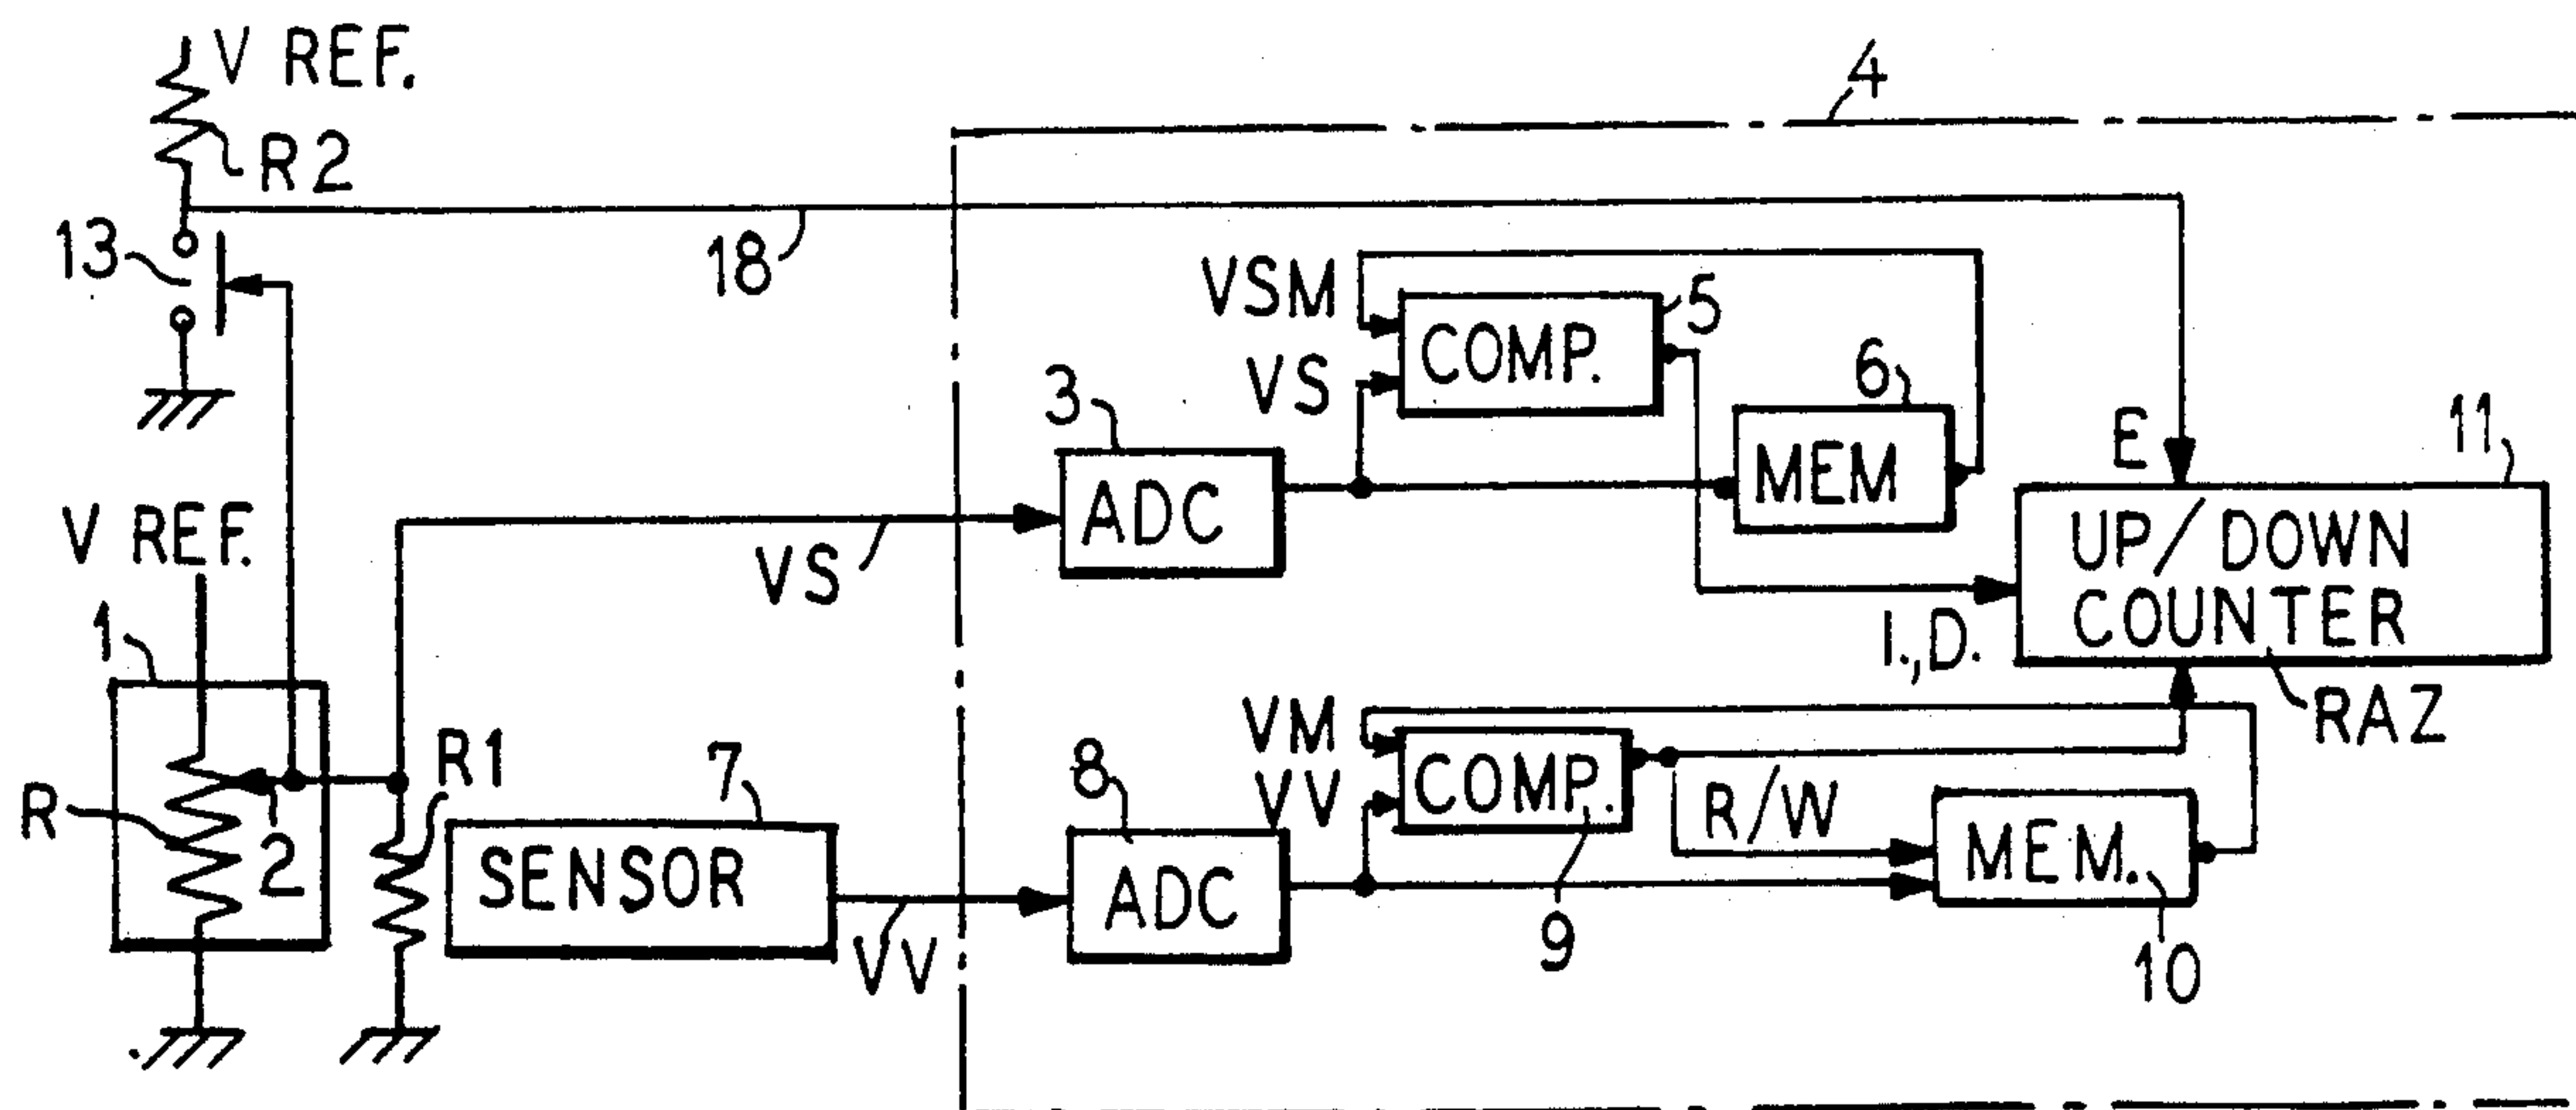 V REF.
4
R2
13
18
VSM
5
COMP.
VS
6
3
MEM
E
11
ADC
UP/DOWN
COUNTER
V REF.
VS
1
I.,D.
RAZ
VM
R1
7
8
COMP.
VV
R/W
R
2
SENSOR
ADC
MEM.
VV
9
10